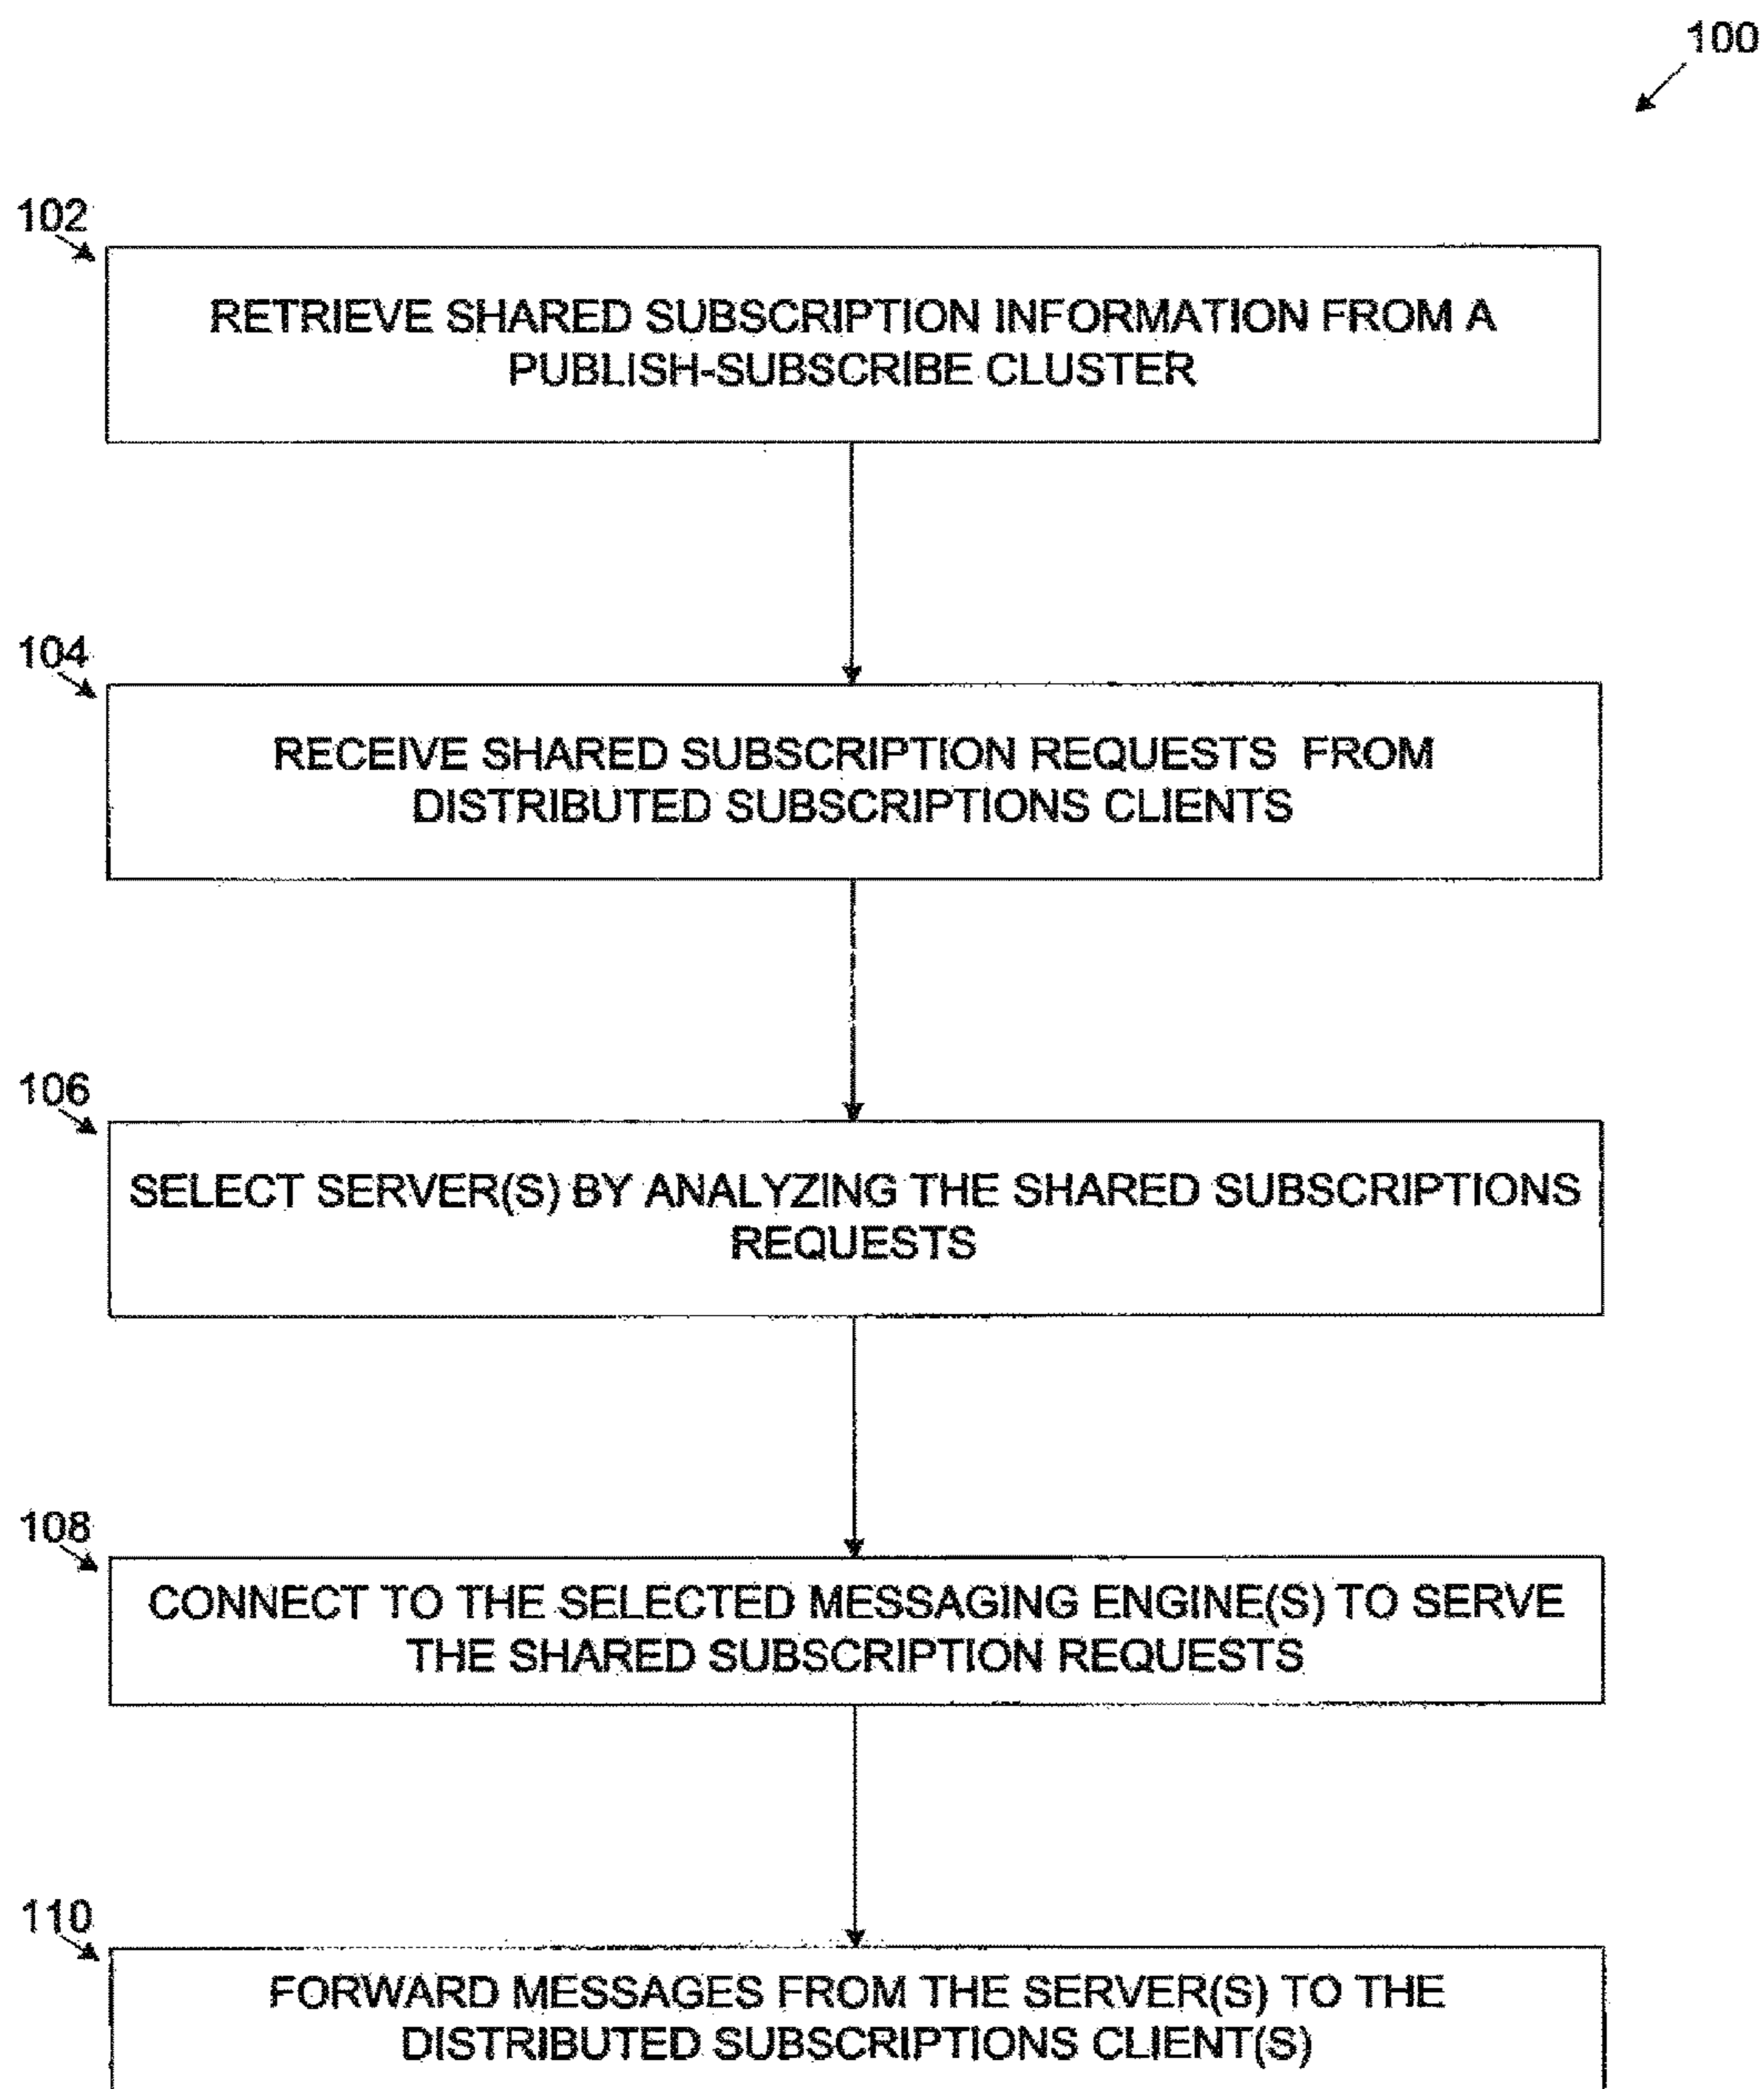 100
102
RETRIEVE SHARED SUBSCRIPTION INFORMATION FROM A
PUBLISH-SUBSCRIBE CLUSTER
104
RECEIVE SHARED SUBSCRIPTION REQUESTS FROM
DISTRIBUTED SUBSCRIPTIONS CLIENTS
106
SELECT SERVER(S) BY ANALYZING THE SHARED SUBSCRIPTIONS
REQUESTS
108
CONNECT TO THE SELECTED MESSAGING ENGINE(S) TO SERVE
THE SHARED SUBSCRIPTION REQUESTS
110
FORWARD MESSAGES FROM THE SERVER(S) TO THE
DISTRIBUTED SUBSCRIPTIONS CLIENT(S)